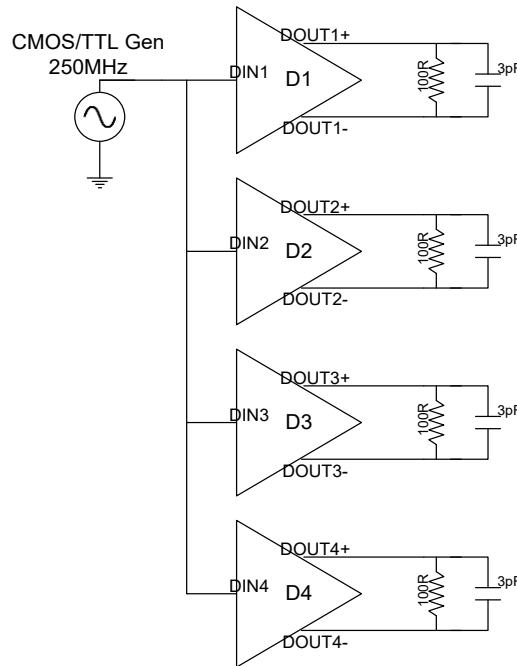 CMOS/TTL Gen
250MHz
DOUT1+
DIN1
D1
100R
3pF
DOUT1-
DOUT2+
DIN2
D2
100R
3pF
DOUT2-
DOUT3+
DIN3
D3
100R
3pF
DOUT3-
DOUT4+
DIN4
D4
100R
3pF
DOUT4-